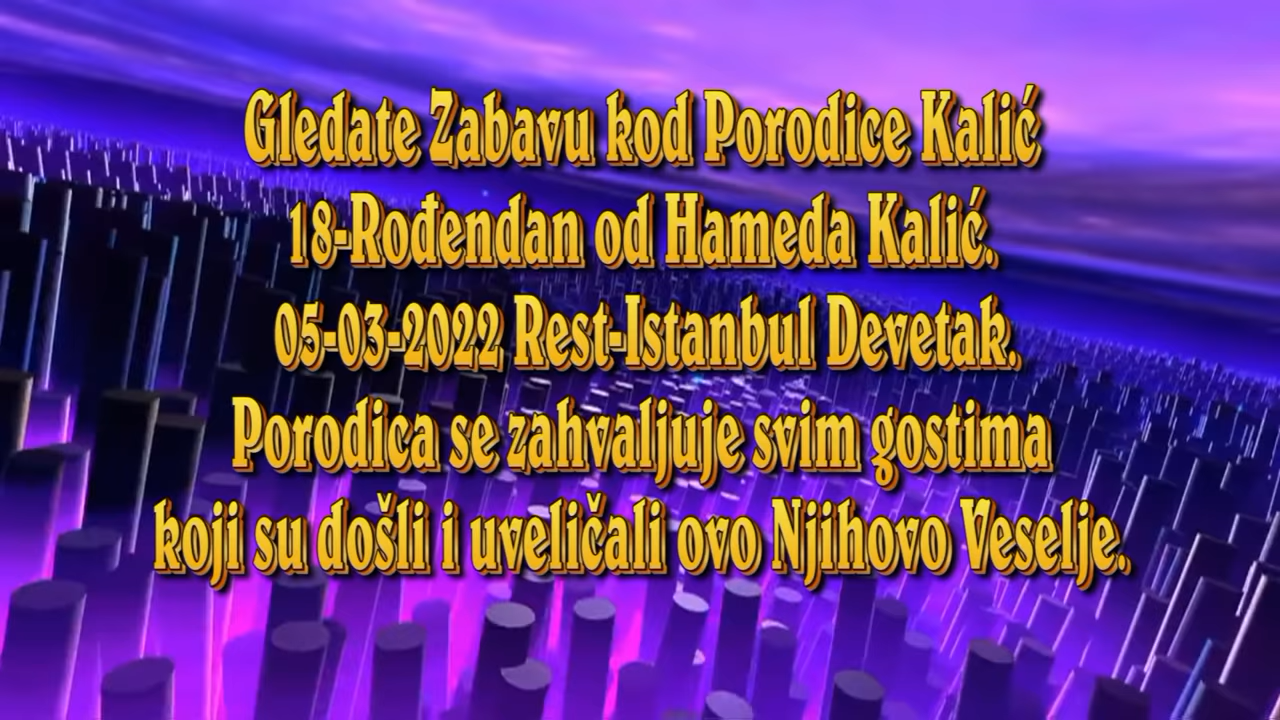 Gledate Zabavu kod Porodice Kalić
18-Rođendan od Hameda Kalić.
05-03-2022 Rest-Istanbul Devetak.
Porodica se zahvaljuje svim gostima
koji su došli i uveličali ovo Njihovo Veselje.